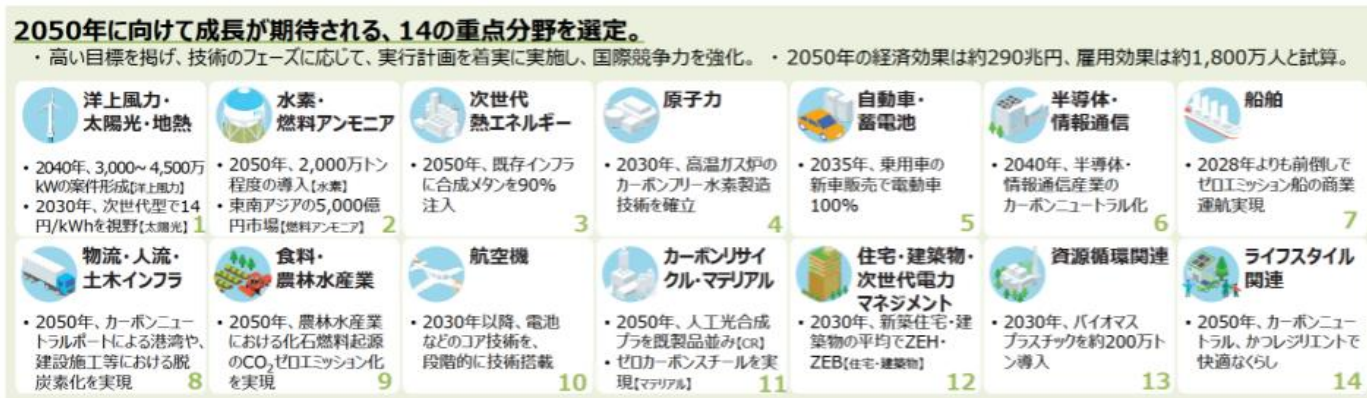 2050年に向けて成長が期待される、14の重点分野を選定。
・高い目標を掲げ、技術のフェーズに応じて、実行計画を着実に実施し、国際競争力を強化。 ・2050年の経済効果は約290兆円、雇用効果は約1,800万人と試算。
洋上風力・
太陽光・地熱
• 2040年、3,000~4,500万
kWの案件形成【洋上風力】
• 2030年、次世代型で14
円/kWhを視野【太陽光】
1
水素・
燃料アンモニア
• 2050年、2,000万トン
程度の導入【水素】
• 東南アジアの5,000億
円市場【燃料アンモニア】
2
次世代
熱エネルギー
• 2050年、既存インフラ
に合成メタンを90%
注入
3
原子力
• 2030年、高温ガス炉の
カーボンフリー水素製造
技術を確立
4
自動車・
蓄電池
• 2035年、乗用車の
新車販売で電動車
100%
5
半導体・
情報通信
• 2040年、半導体・
情報通信産業の
カーボンニュートラル化
6
船舶
• 2028年よりも前倒しで
ゼロエミッション船の商業
運航実現
7
物流・人流・
土木インフラ
• 2050年、カーボンニュー
トラルポートによる港湾や、
建設施工等における脱
炭素化を実現
8
食料・
農林水産業
• 2050年、農林水産業
における化石燃料起源
のCO₂ゼロエミッション化
を実現
9
航空機
• 2030年以降、電池
などのコア技術を、
段階的に技術搭載
10
カーボンリサイ
クル・マテリアル
• 2050年、人工光合成
プラを既製品並み【CR】
• ゼロカーボンスチールを実
現【マテリアル】
11
住宅・建築物・
次世代電力
マネジメント
• 2030年、新築住宅・建
築物の平均でZEH・
ZEB【住宅・建築物】
12
資源循環関連
• 2030年、バイオマス
プラスチックを約200万ト
ン導入
13
ライフスタイル
関連
• 2050年、カーボンニュー
トラル、かつレジリエントで
快適なくらし
14